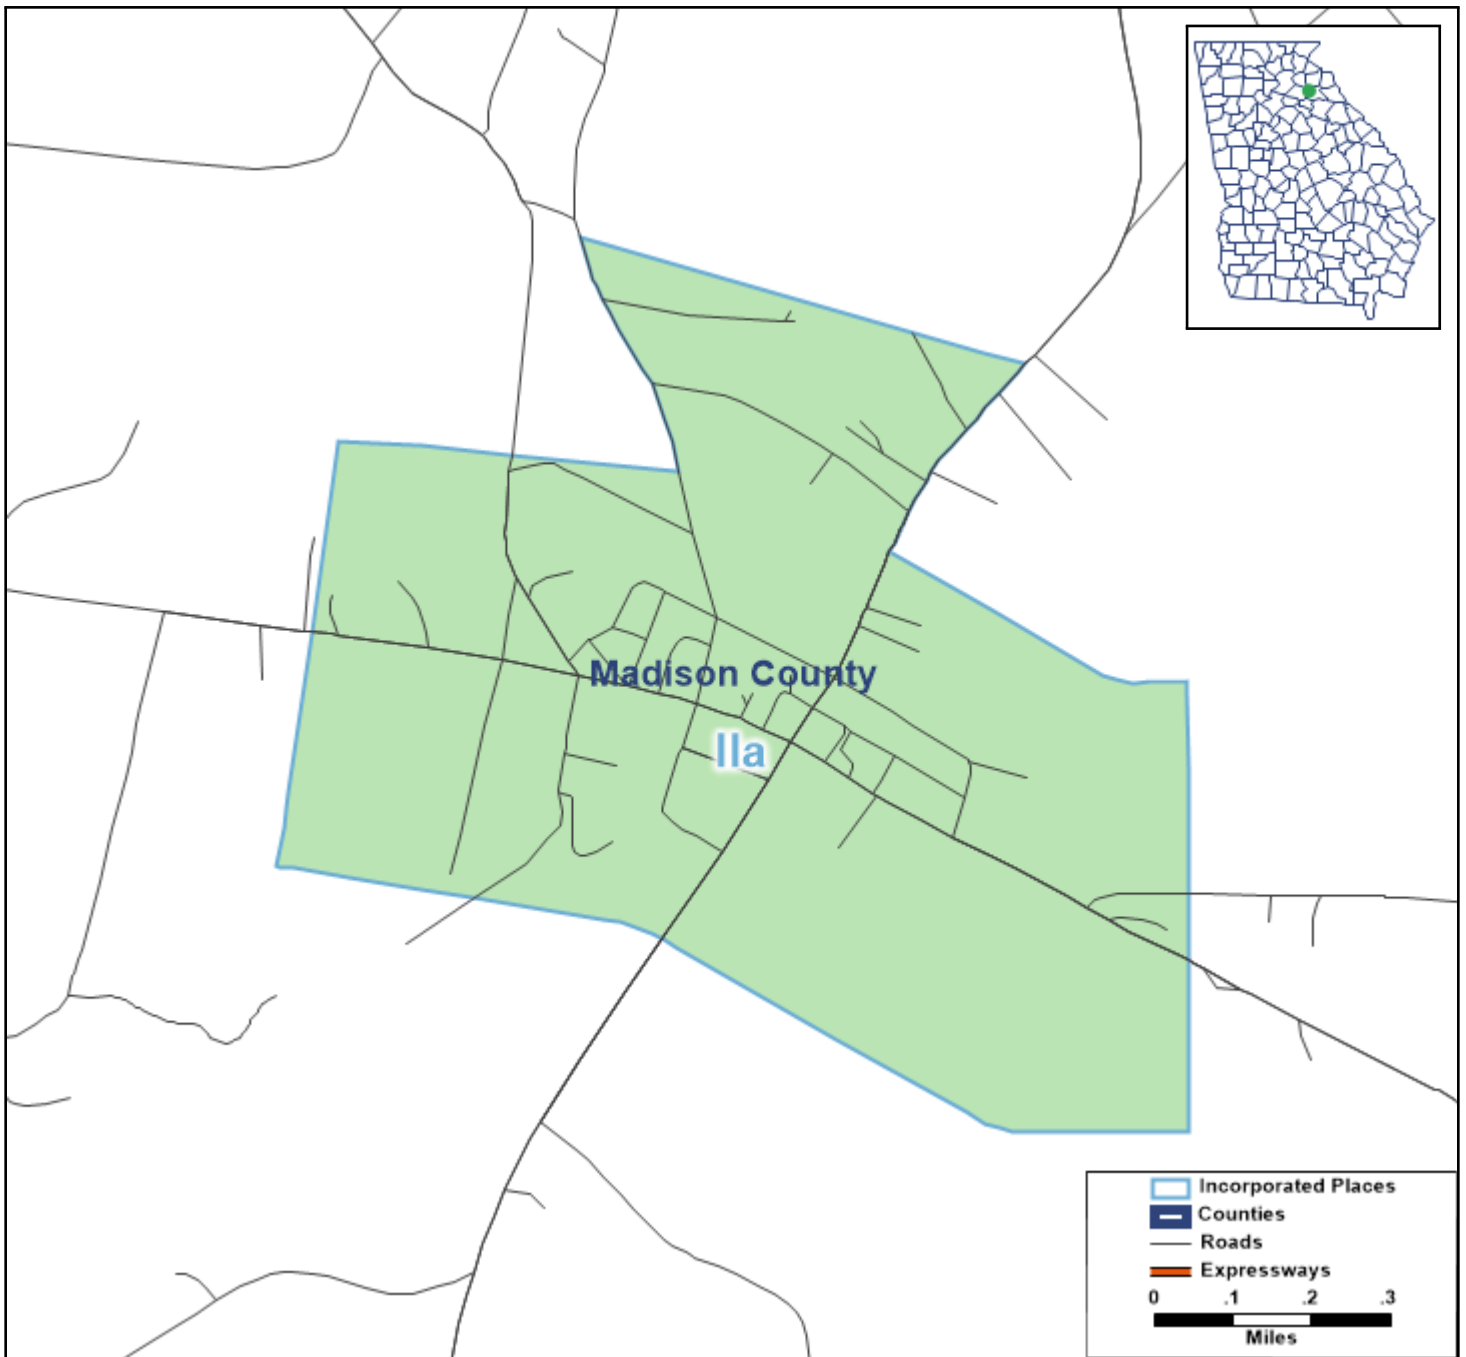 Madison County
Ila
Incorporated Places
Counties
Roads
Expressways
0 .1 .2 .3
Miles